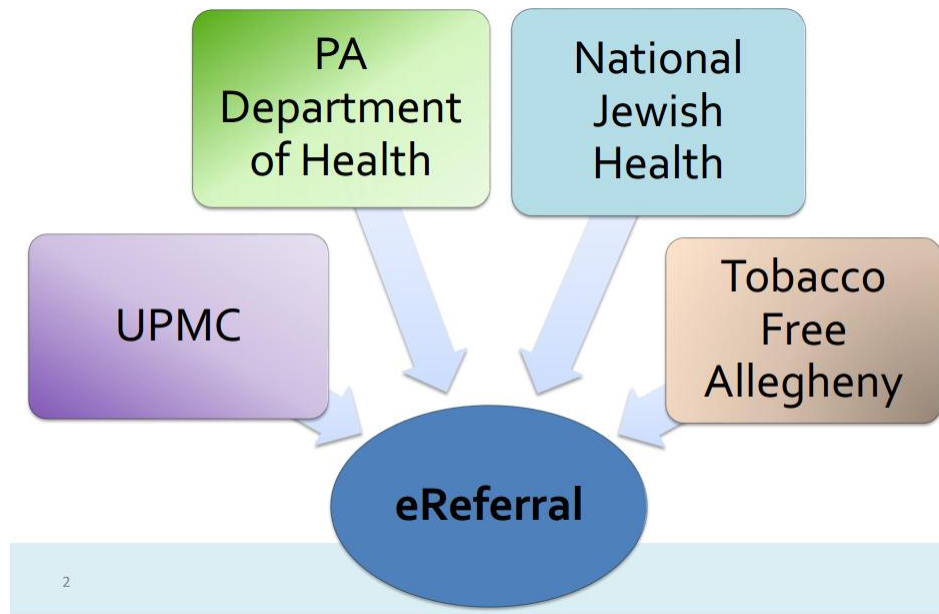 PA
Department
of Health
National
Jewish
Health
UPMC
Tobacco
Free
Allegheny
eReferral
2